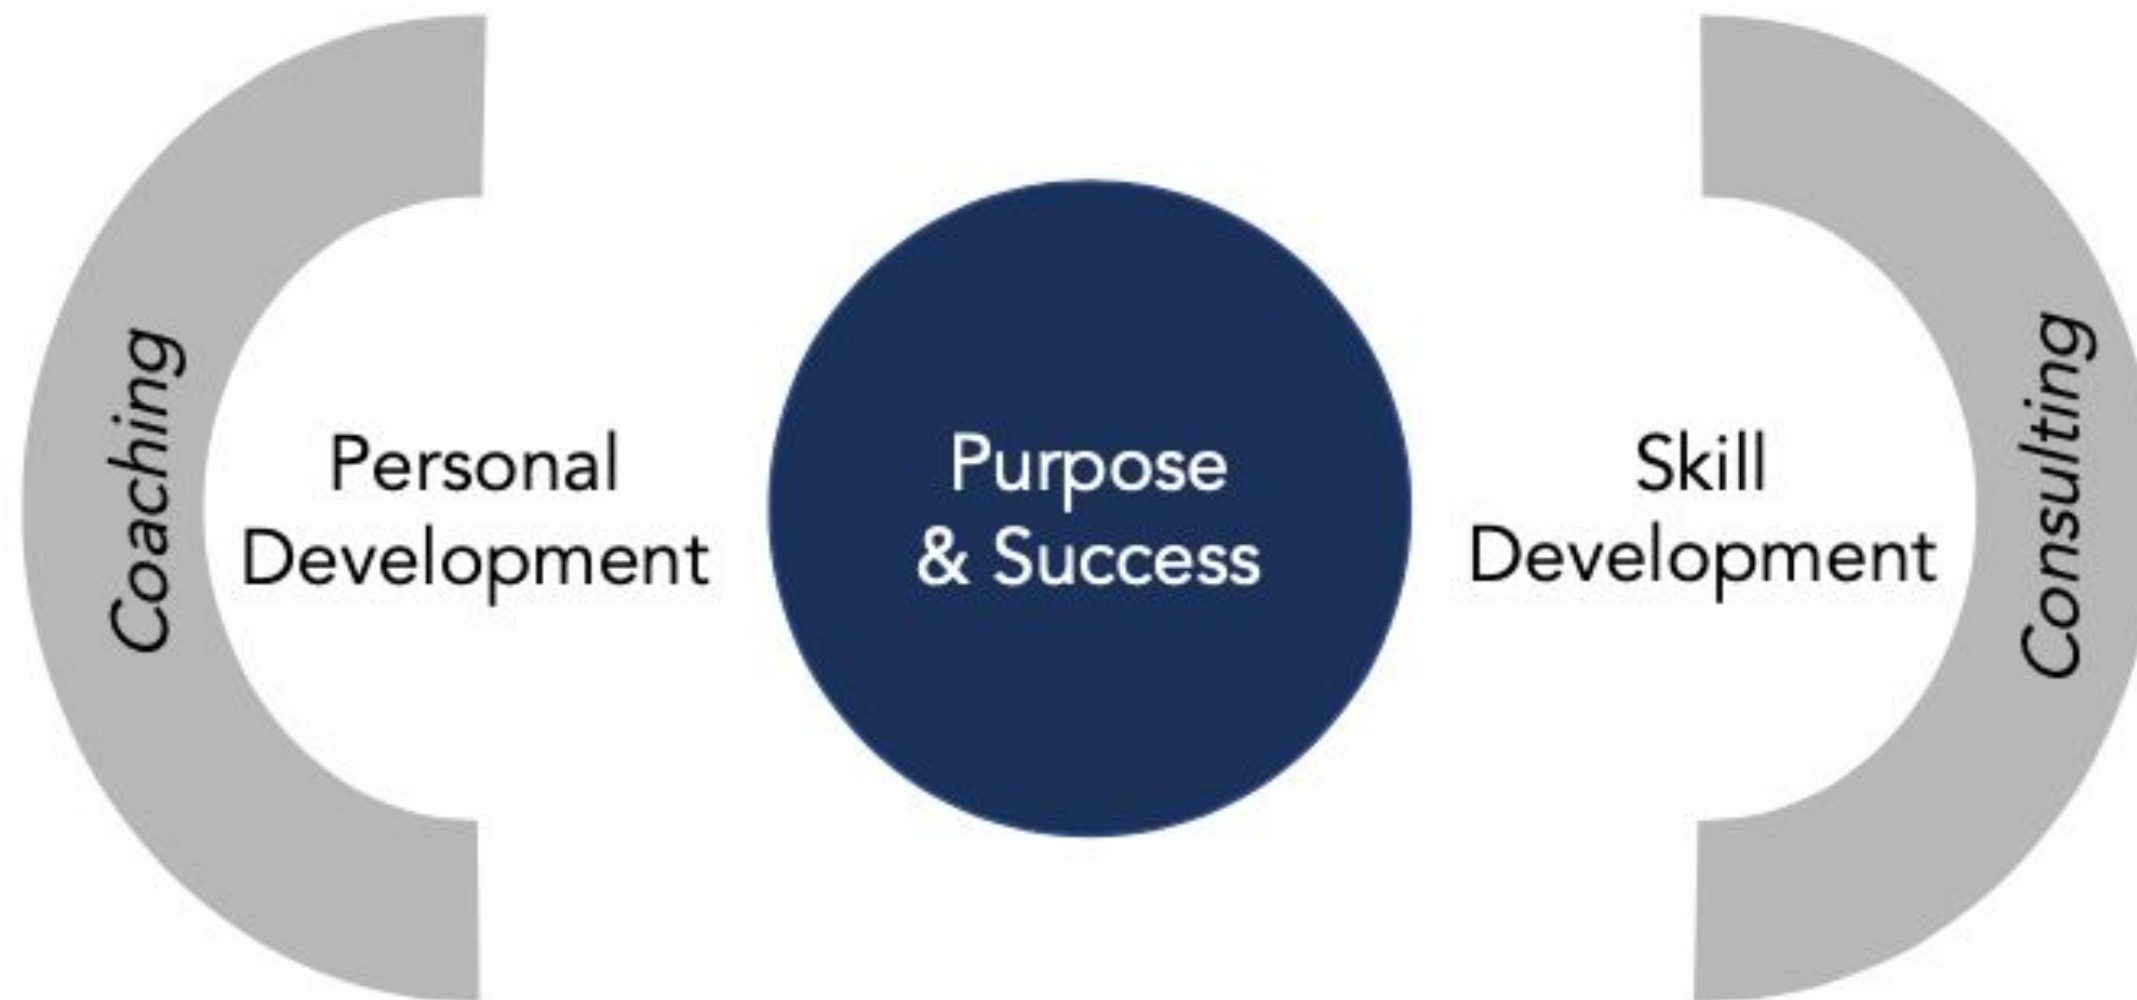 Coaching
Personal
Development
Purpose
& Success
Skill
Development
Consulting